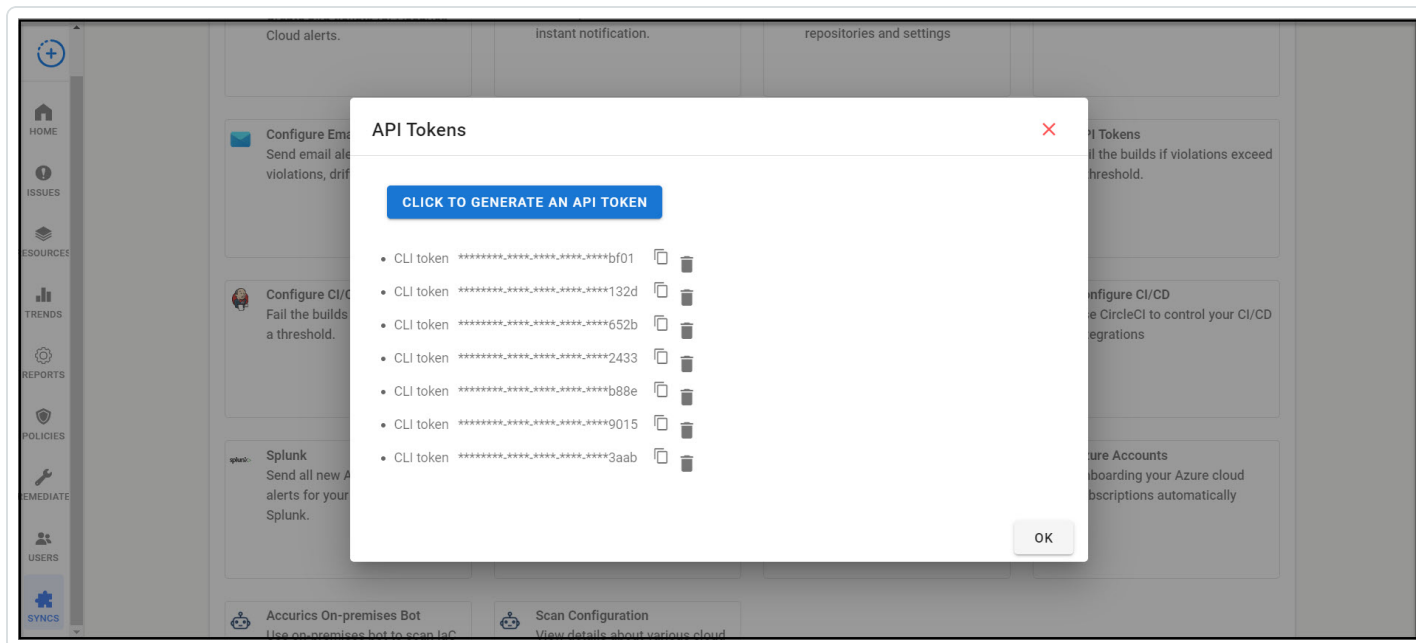 Cloud alerts.
instant notification.
repositories and settings
HOME
ISSUES
ESOURCES
TRENDS
REPORTS
POLICIES
EMEDIATE
USERS
SYNCS
API Tokens
CLICK TO GENERATE AN API TOKEN
• CLI token ********-****-****-****-****bf01
• CLI token ********-****-****-****-****132d
• CLI token ********-****-****-****-****652b
• CLI token ********-****-****-****-****2433
• CLI token ********-****-****-****-****b88e
• CLI token ********-****-****-****-****9015
• CLI token ********-****-****-****-****3aab
OK
Configure Ema
Send email ale
violations, drif
PI Tokens
il the builds if violations exceed
hreshold.
Configure CI/C
Fail the builds
a threshold.
nfigure CI/CD
e CircleCI to control your CI/CD
egrations
splunk>
Splunk
Send all new A
alerts for your
Splunk.
ure Accounts
boarding your Azure cloud
bscriptions automatically
Accurics On-premises Bot
Use on-premises bot to scan IaC
Scan Configuration
View details about various cloud